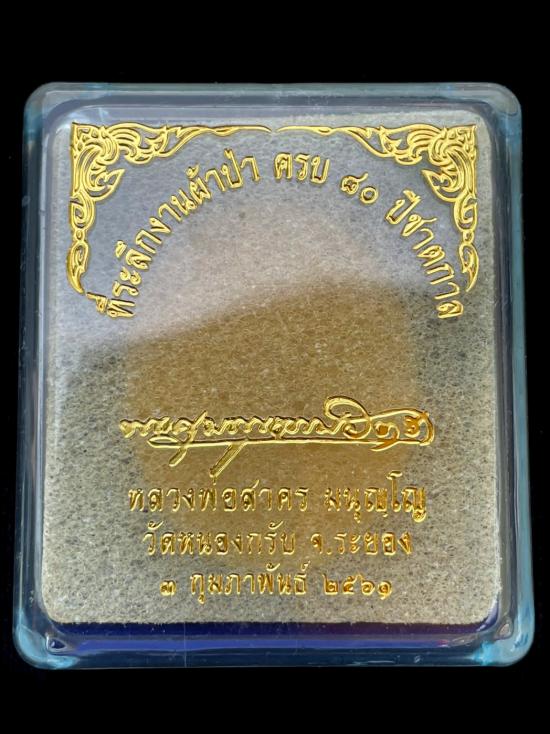 ที่ระลึกงานผ้าป่า ครบ ๘๐ ปีชาตกาล
หลวงพ่อสาคร มนุญฺโญ
วัดหนองกรับ จ.ระยอง
๓ กุมภาพันธ์ ๒๕๖๑